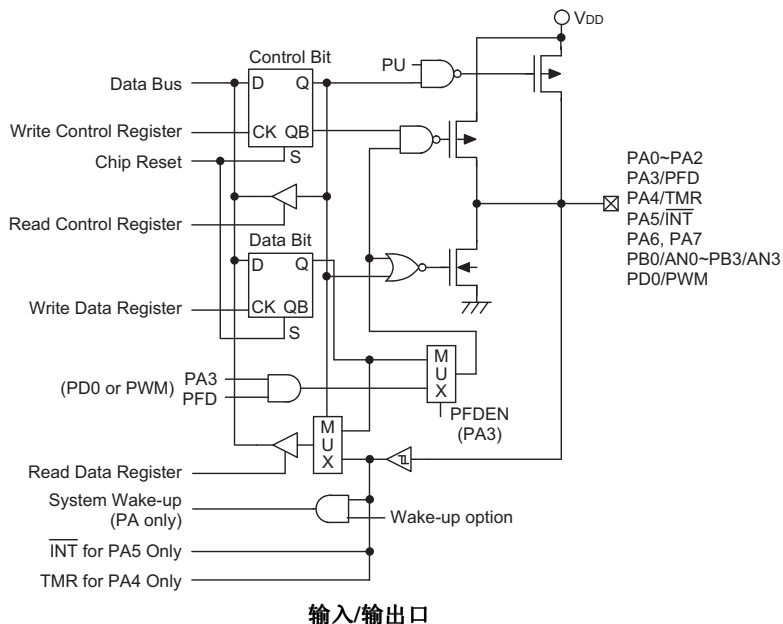 VDD
Control Bit
PU
Data Bus
D Q
Write Control Register
CK QB
Chip Reset
S
PA0~PA2
PA3/PFD
PA4/TMR
PA5/I̅N̅T̅
PA6, PA7
PB0/AN0~PB3/AN3
PD0/PWM
Read Control Register
Data Bit
D Q
Write Data Register
CK QB
S
M
U
X
(PD0 or PWM)
PA3
PFD
PFDEN
(PA3)
M
U
X
Read Data Register
System Wake-up
(PA only)
Wake-up option
I̅N̅T̅ for PA5 Only
TMR for PA4 Only
输入/输出口